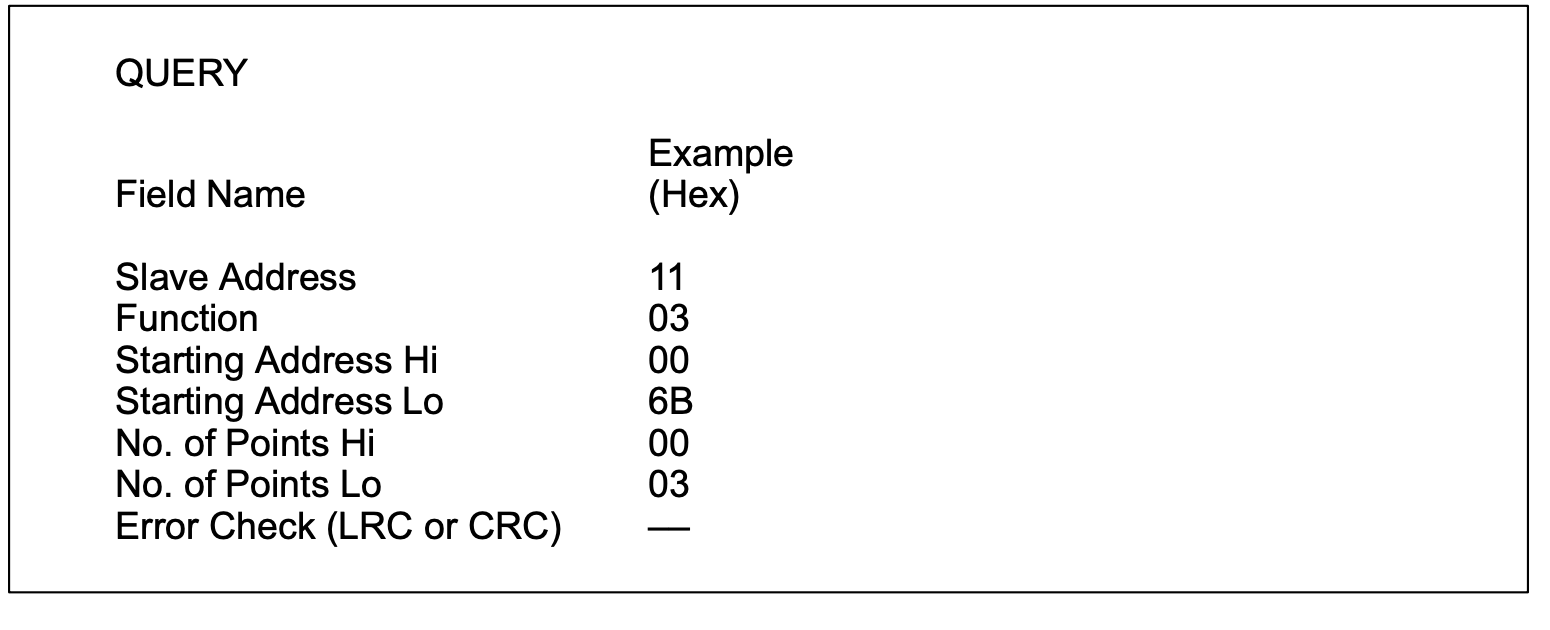 QUERY
Example
Field Name (Hex)
Slave Address 11
Function 03
Starting Address Hi 00
Starting Address Lo 6B
No. of Points Hi 00
No. of Points Lo 03
Error Check (LRC or CRC) —